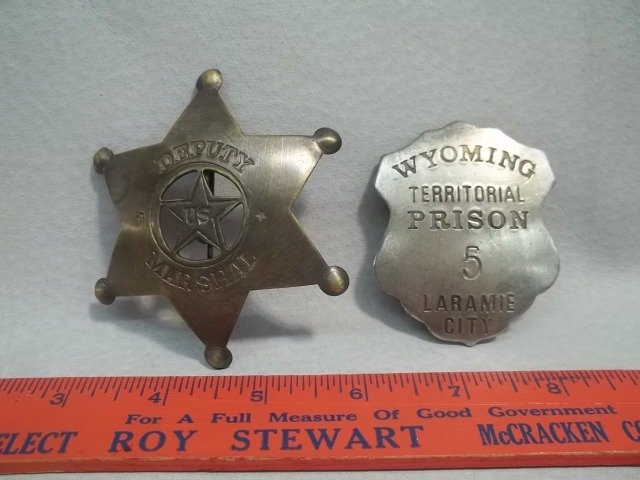 DEPUTY
US
MARSHAL
WYOMING
TERRITORIAL
PRISON
5
LARAMIE
CITY
3 4 5 6 7 8
For A Full Measure Of Good Government
ELECT ROY STEWART McCRACKEN Co